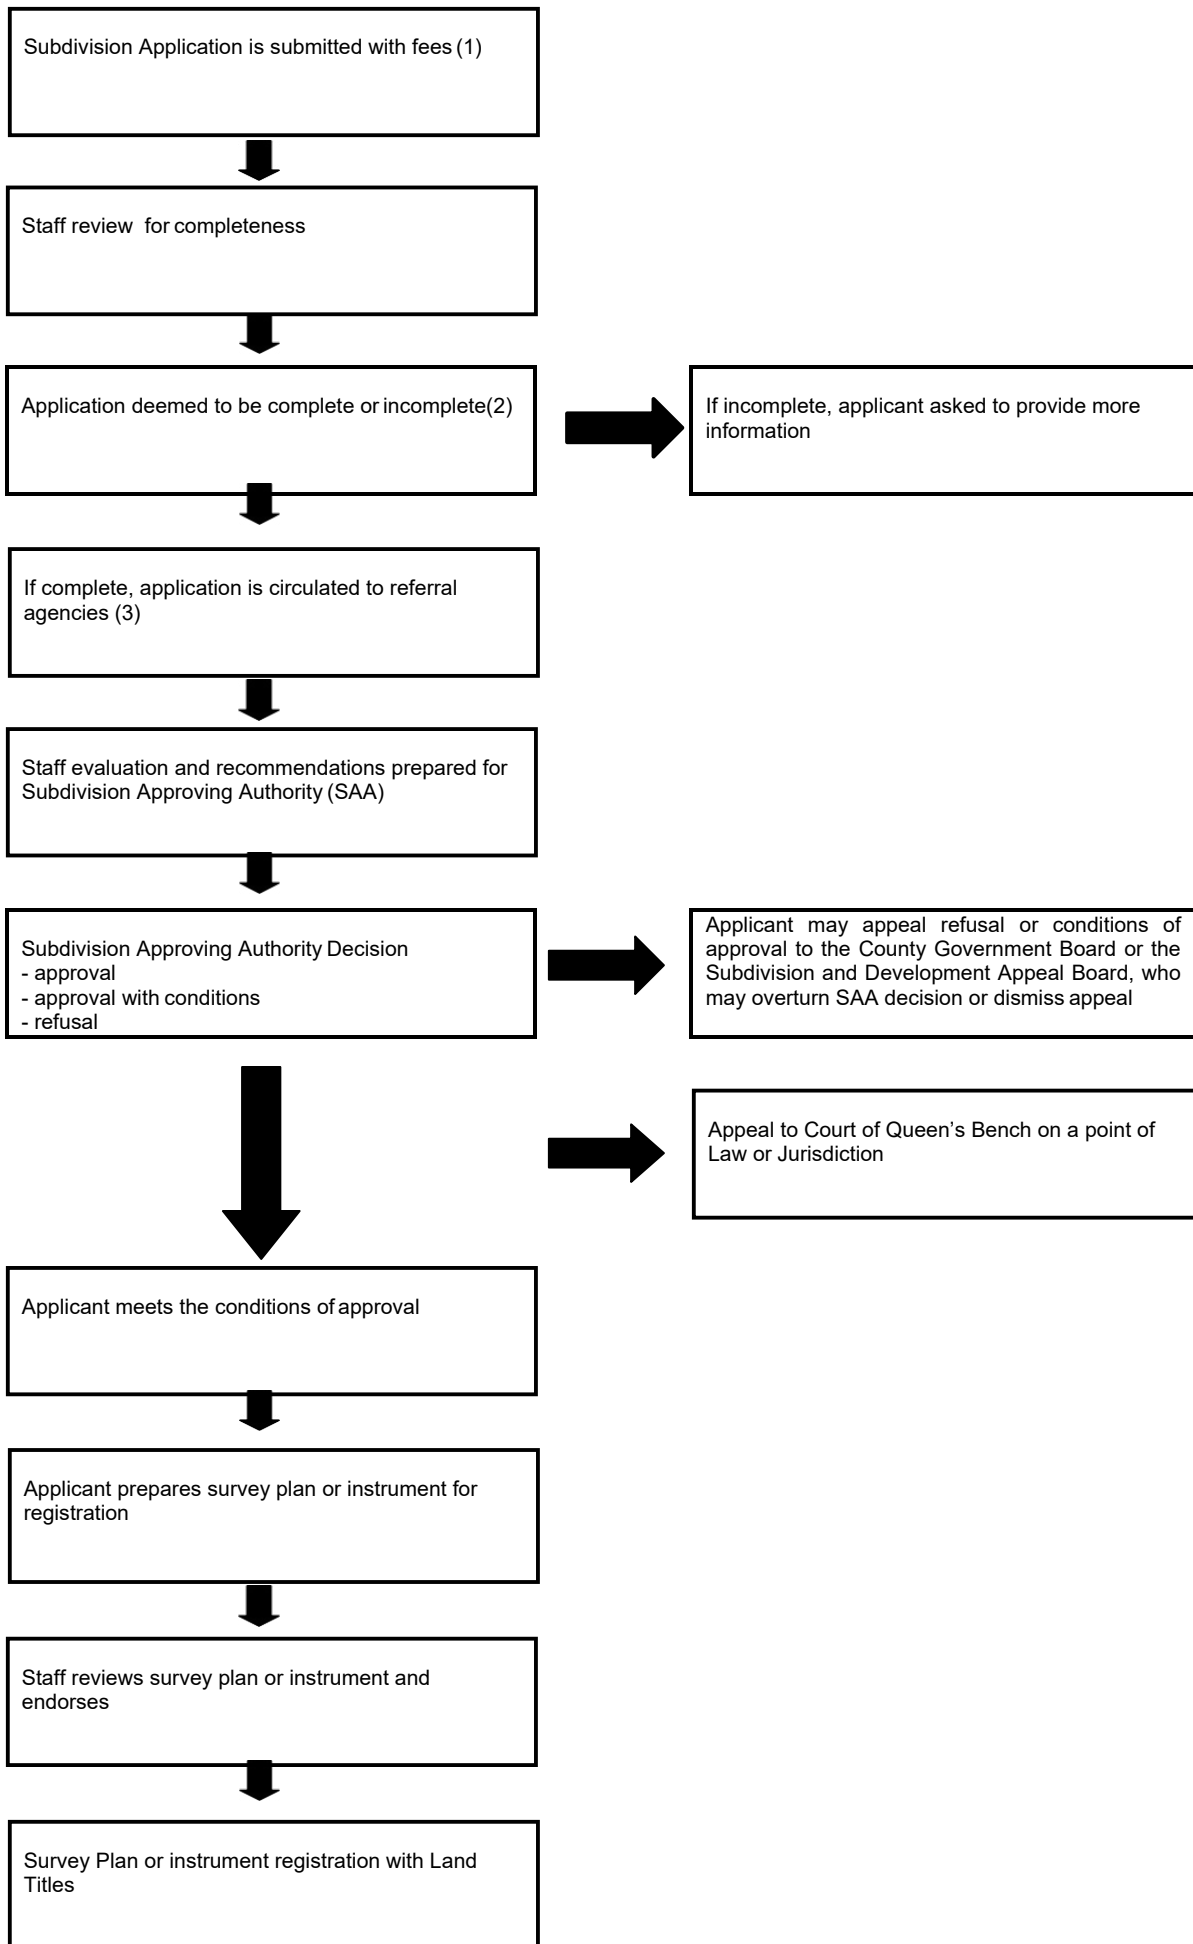 Subdivision Application is submitted with fees (1)
Staff review for completeness
Application deemed to be complete or incomplete(2)
If incomplete, applicant asked to provide more
information
If complete, application is circulated to referral
agencies (3)
Staff evaluation and recommendations prepared for
Subdivision Approving Authority (SAA)
Subdivision Approving Authority Decision
- approval
- approval with conditions
- refusal
Applicant may appeal refusal or conditions of
approval to the County Government Board or the
Subdivision and Development Appeal Board, who
may overturn SAA decision or dismiss appeal
Appeal to Court of Queen’s Bench on a point of
Law or Jurisdiction
Applicant meets the conditions of approval
Applicant prepares survey plan or instrument for
registration
Staff reviews survey plan or instrument and
endorses
Survey Plan or instrument registration with Land
Titles